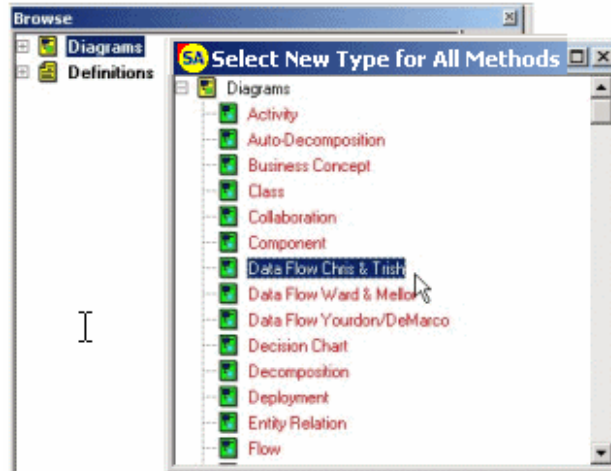 Browse
Diagrams
Definitions
SA Select New Type for All Methods
Diagrams
Activity
Auto-Decomposition
Business Concept
Class
Collaboration
Component
Data Flow Chris & Trish
Data Flow Ward & Mellor
Data Flow Yourdon/DeMarco
Decision Chart
Decomposition
Deployment
Entity Relation
Flow